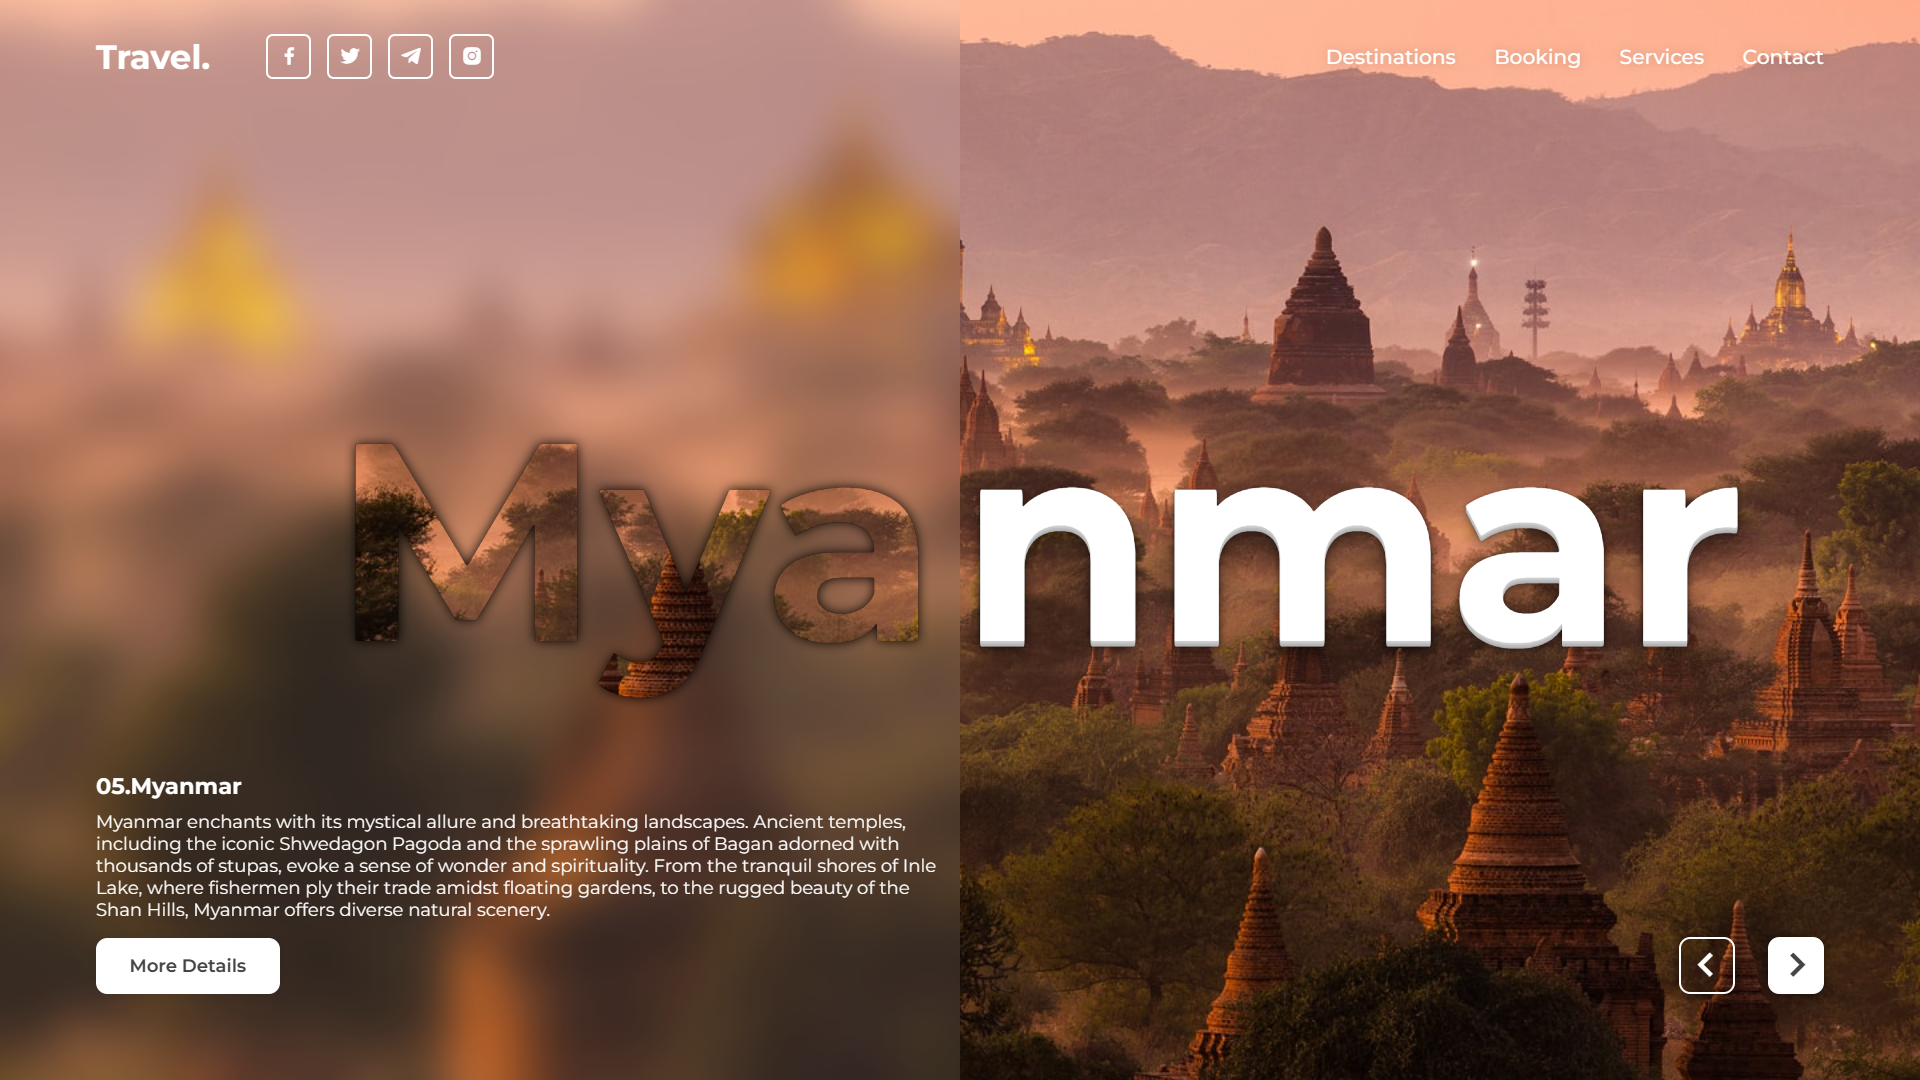 Travel.
Destinations Booking Services Contact
Myanmar
05.Myanmar
Myanmar enchants with its mystical allure and breathtaking landscapes. Ancient temples,
including the iconic Shwedagon Pagoda and the sprawling plains of Bagan adorned with
thousands of stupas, evoke a sense of wonder and spirituality. From the tranquil shores of Inle
Lake, where fishermen ply their trade amidst floating gardens, to the rugged beauty of the
Shan Hills, Myanmar offers diverse natural scenery.
More Details